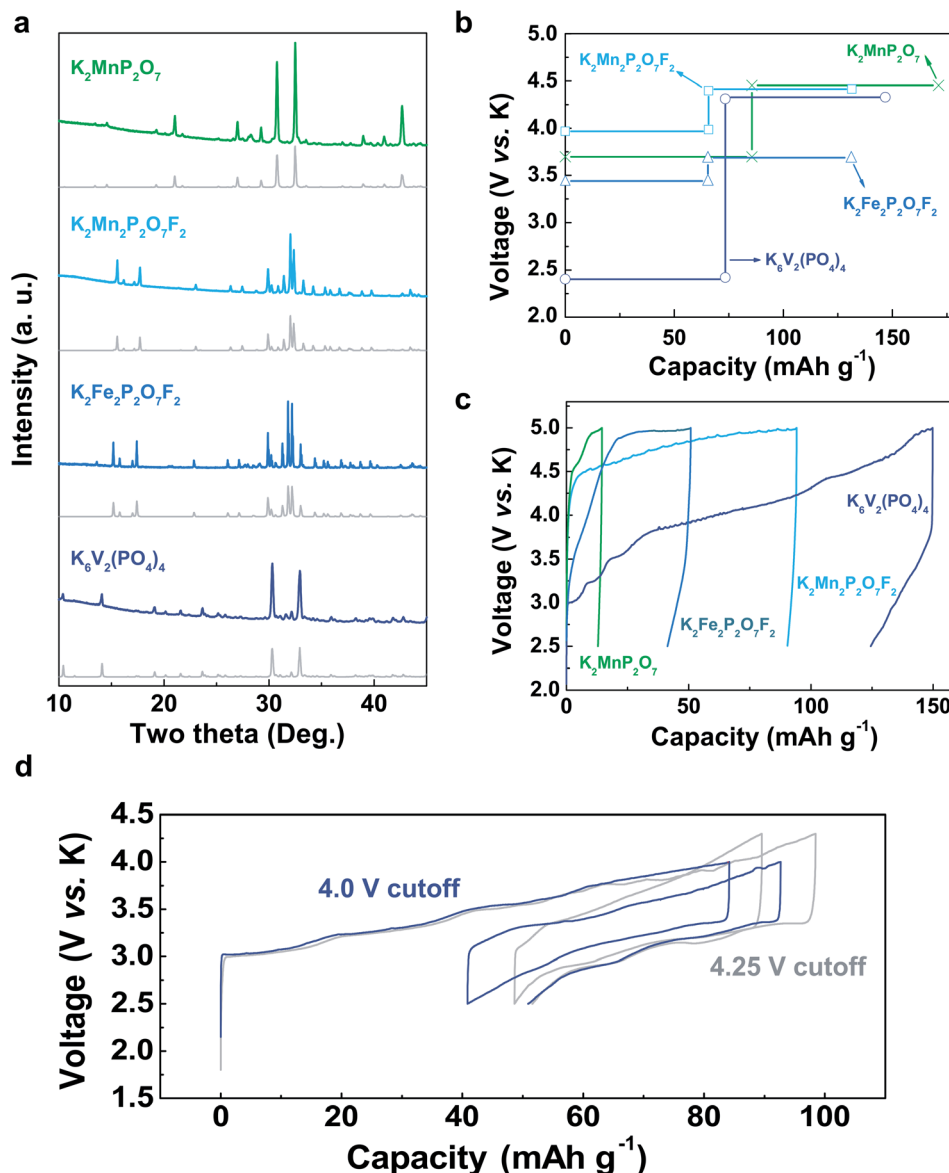 a
K₂MnP₂O₇
K₂Mn₂P₂O₇F₂
K₂Fe₂P₂O₇F₂
K₆V₂(PO₄)₄
Intensity (a. u.)
10 20 30 40
Two theta (Deg.)
b
5.0
4.5
4.0
3.5
3.0
2.5
2.0
Voltage (V vs. K)
K₂Mn₂P₂O₇F₂
K₂MnP₂O₇
K₂Fe₂P₂O₇F₂
K₆V₂(PO₄)₄
0 50 100 150
Capacity (mAh g⁻¹)
c
5.0
4.5
4.0
3.5
3.0
2.5
2.0
Voltage (V vs. K)
K₆V₂(PO₄)₄
K₂Mn₂P₂O₇F₂
K₂Fe₂P₂O₇F₂
K₂MnP₂O₇
0 50 100 150
Capacity (mAh g⁻¹)
d
4.5
4.0
3.5
3.0
2.5
2.0
1.5
Voltage (V vs. K)
4.0 V cutoff
4.25 V cutoff
0 20 40 60 80 100
Capacity (mAh g⁻¹)